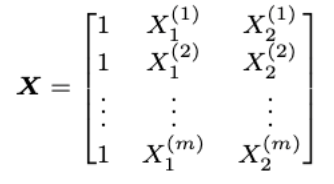 1 X_1^{(1)} X_2^{(1)}
1 X_1^{(2)} X_2^{(2)}
X = ⋮ ⋮ ⋮
1 X_1^{(m)} X_2^{(m)}